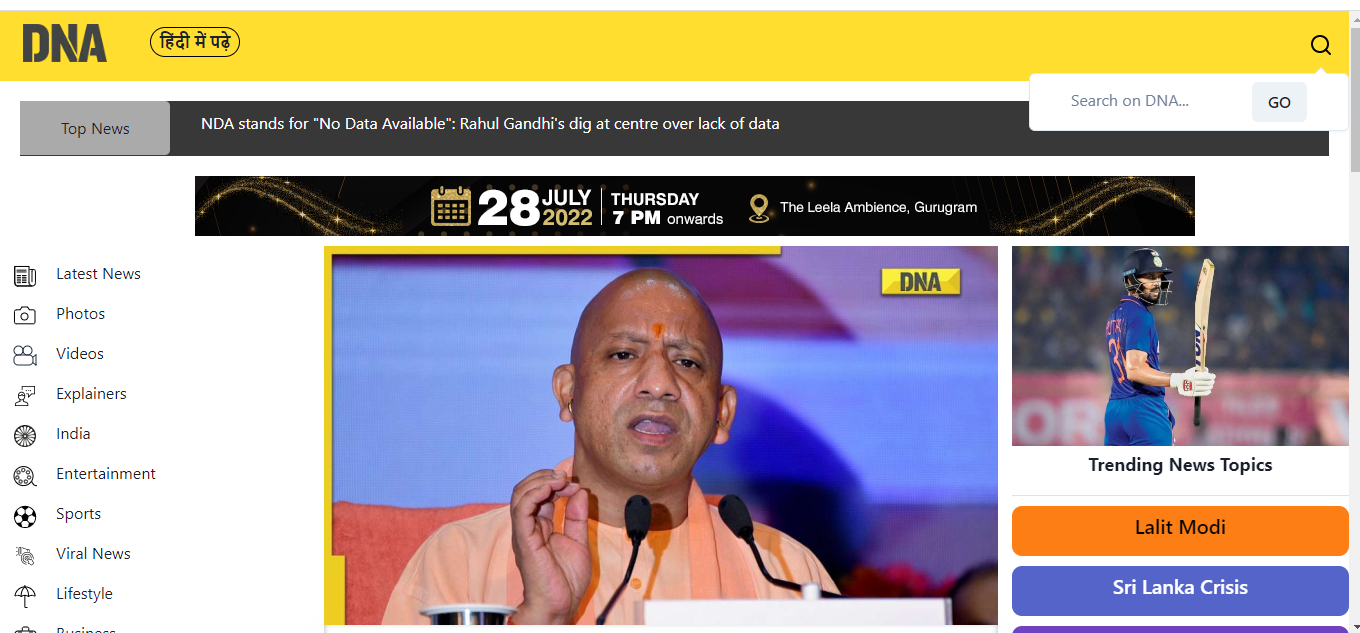 DNA
हिंदी में पढ़े
Search on DNA...
GO
Top News
NDA stands for "No Data Available": Rahul Gandhi's dig at centre over lack of data
28 JULY 2022
THURSDAY
7 PM onwards
The Leela Ambience, Gurugram
Latest News
Photos
Videos
Explainers
India
Entertainment
Sports
Viral News
Lifestyle
Business
DNA
Trending News Topics
Lalit Modi
Sri Lanka Crisis